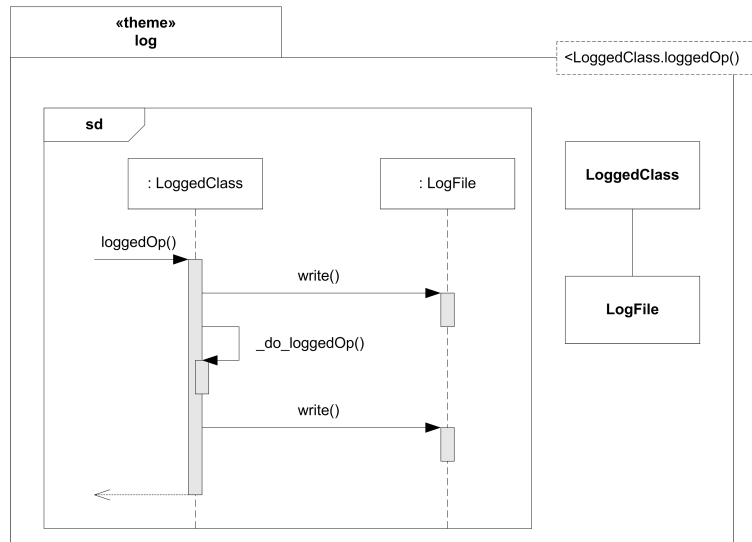 «theme»
log
<LoggedClass.loggedOp()
sd
: LoggedClass
: LogFile
LoggedClass
loggedOp()
write()
LogFile
_do_loggedOp()
write()